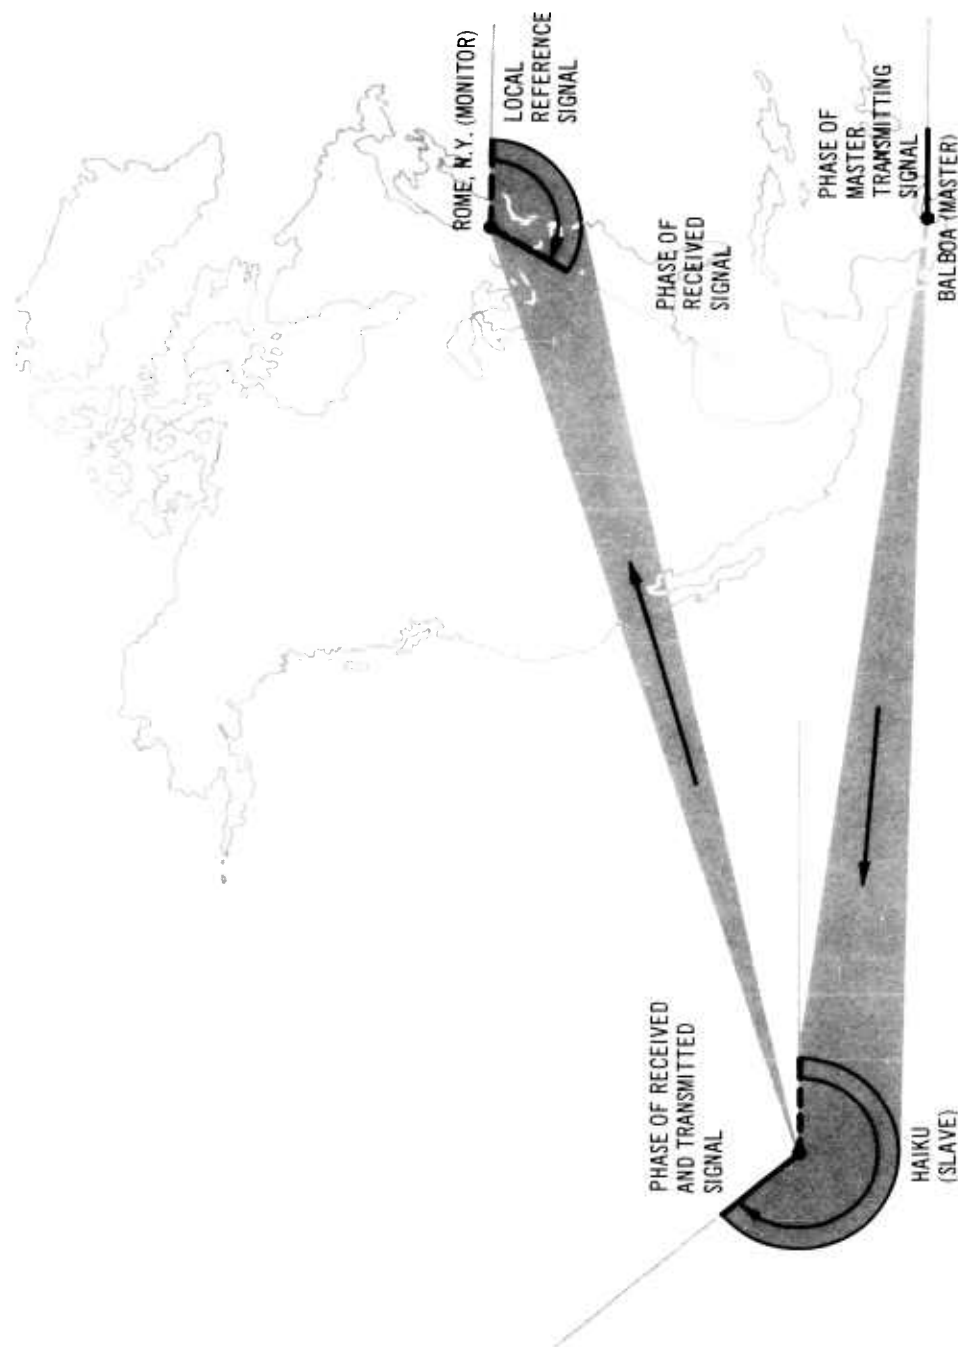 ROME, N.Y. (MONITOR)
LOCAL
REFERENCE
SIGNAL
PHASE OF
RECEIVED
SIGNAL
PHASE OF
MASTER
TRANSMITTING
SIGNAL
BALBOA (MASTER)
PHASE OF RECEIVED
AND TRANSMITTED
SIGNAL
HAIKU
(SLAVE)